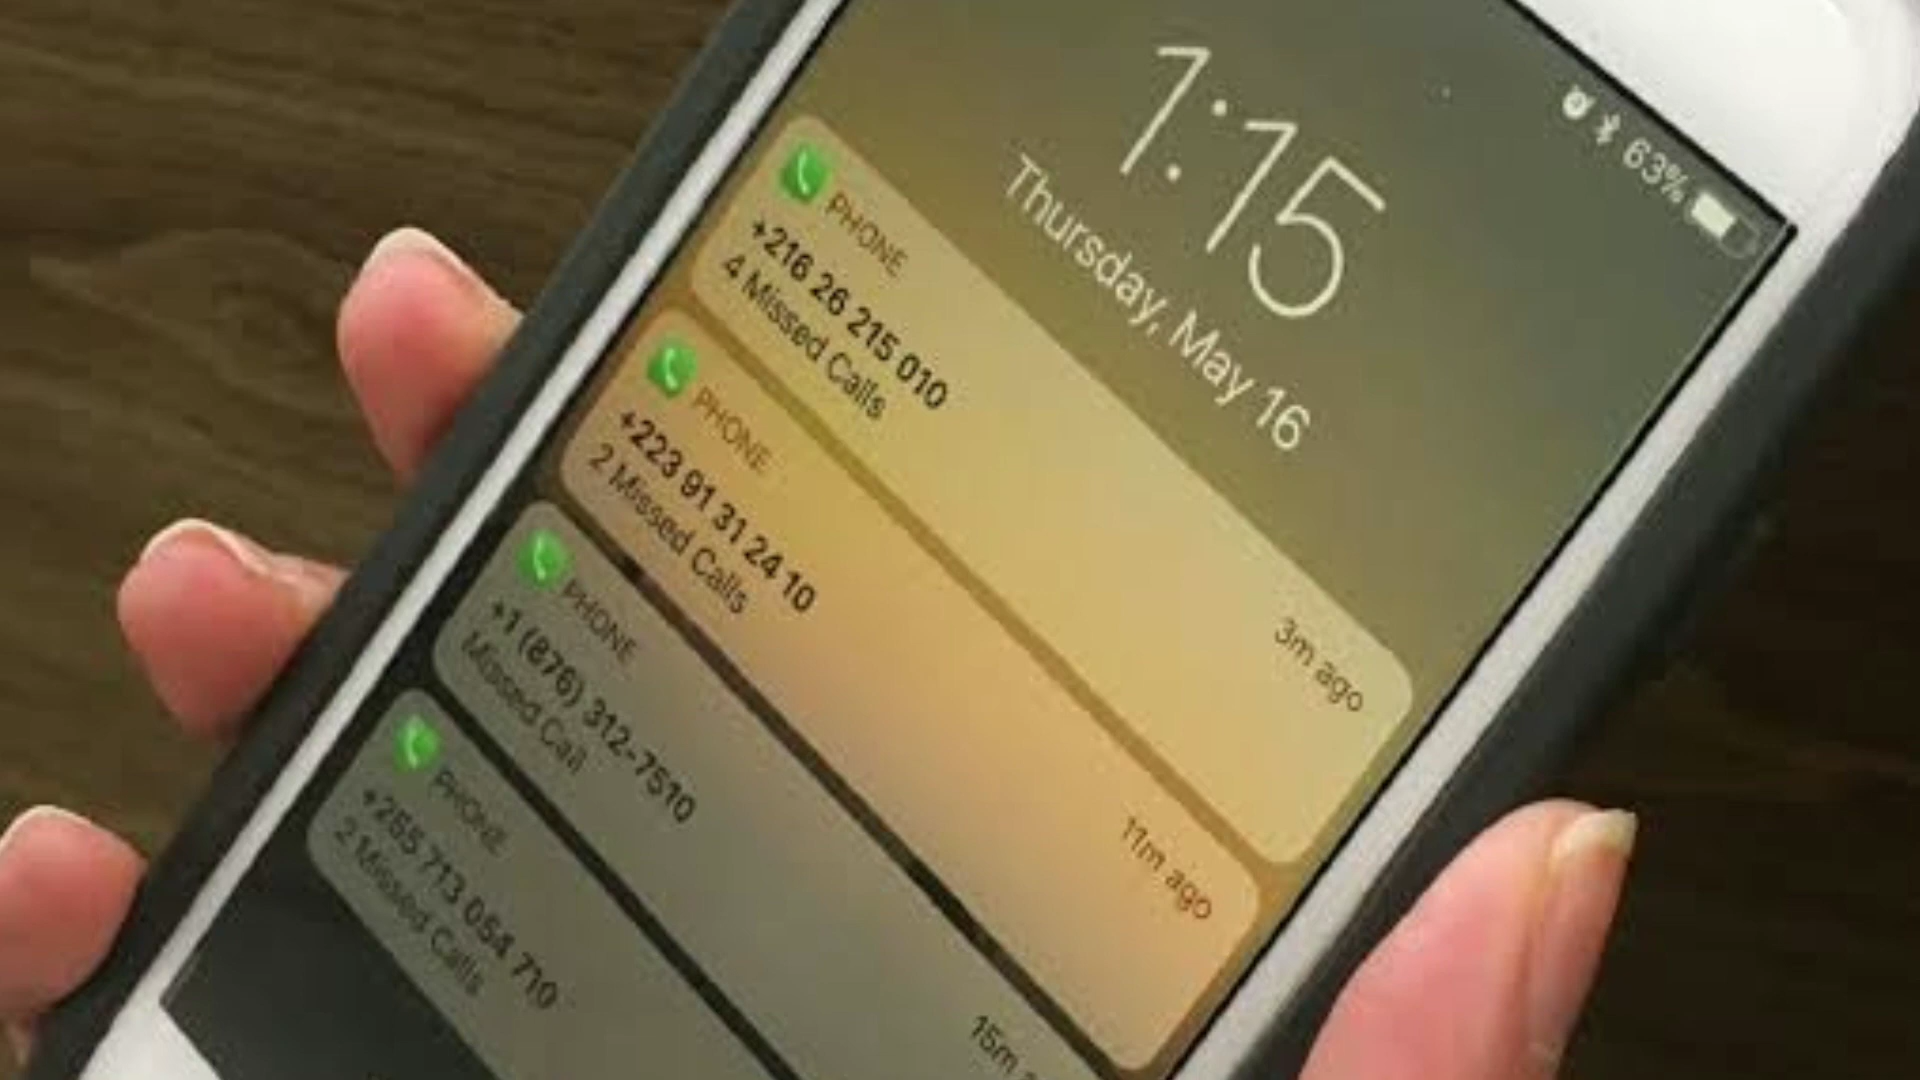 63%
1:15
Thursday, May 16
PHONE
3m ago
+216 26 215 010
4 Missed Calls
PHONE
11m ago
+223 91 31 24 10
2 Missed Calls
PHONE
15m
+1 (876) 312-7510
Missed Call
PHONE
+255 713 054 710
2 Missed Calls